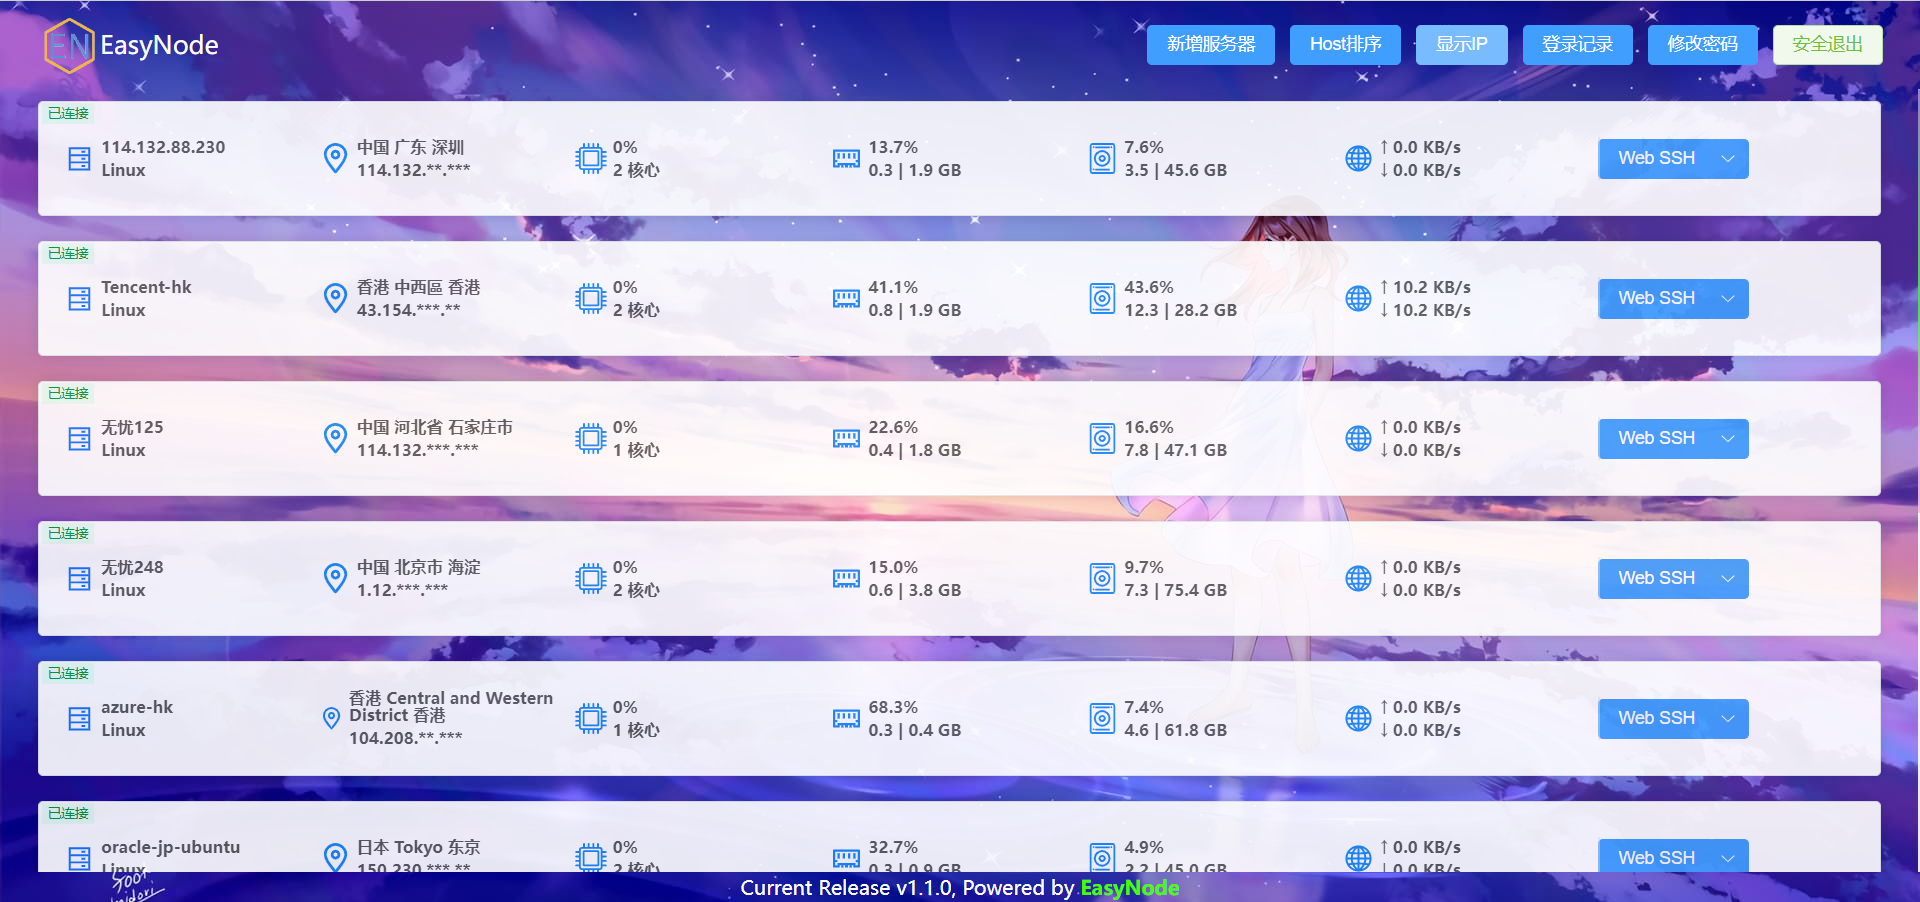 EN EasyNode
新增服务器 Host排序 显示IP 登录记录 修改密码 安全退出
已连接
114.132.88.230
Linux
中国 广东 深圳
114.132.**.***
0%
2 核心
13.7%
0.3 | 1.9 GB
7.6%
3.5 | 45.6 GB
↑ 0.0 KB/s
↓ 0.0 KB/s
Web SSH
已连接
Tencent-hk
Linux
香港 中西區 香港
43.154.***.**
0%
2 核心
41.1%
0.8 | 1.9 GB
43.6%
12.3 | 28.2 GB
↑ 10.2 KB/s
↓ 10.2 KB/s
Web SSH
已连接
无忧125
Linux
中国 河北省 石家庄市
114.132.***.***
0%
1 核心
22.6%
0.4 | 1.8 GB
16.6%
7.8 | 47.1 GB
↑ 0.0 KB/s
↓ 0.0 KB/s
Web SSH
已连接
无忧248
Linux
中国 北京市 海淀
1.12.***.***
0%
2 核心
15.0%
0.6 | 3.8 GB
9.7%
7.3 | 75.4 GB
↑ 0.0 KB/s
↓ 0.0 KB/s
Web SSH
已连接
azure-hk
Linux
香港 Central and Western
District 香港
104.208.**.***
0%
1 核心
68.3%
0.3 | 0.4 GB
7.4%
4.6 | 61.8 GB
↑ 0.0 KB/s
↓ 0.0 KB/s
Web SSH
已连接
oracle-jp-ubuntu
Linux
日本 Tokyo 东京
150.230.***.**
0%
2 核心
32.7%
0.3 | 0.9 GB
4.9%
2.2 | 45.0 GB
↑ 0.0 KB/s
↓ 0.0 KB/s
Web SSH
Current Release v1.1.0, Powered by EasyNode